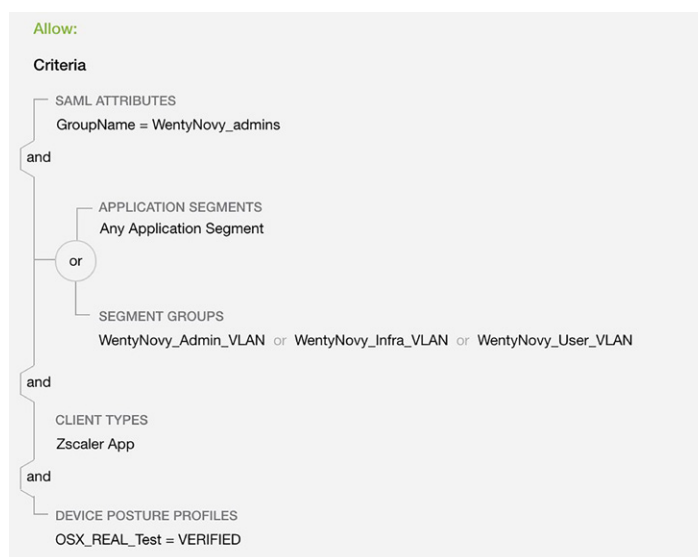 Allow:
Criteria
SAML ATTRIBUTES
GroupName = WentyNovy_admins
and
APPLICATION SEGMENTS
Any Application Segment
or
SEGMENT GROUPS
WentyNovy_Admin_VLAN or WentyNovy_Infra_VLAN or WentyNovy_User_VLAN
and
CLIENT TYPES
Zscaler App
and
DEVICE POSTURE PROFILES
OSX_REAL_Test = VERIFIED